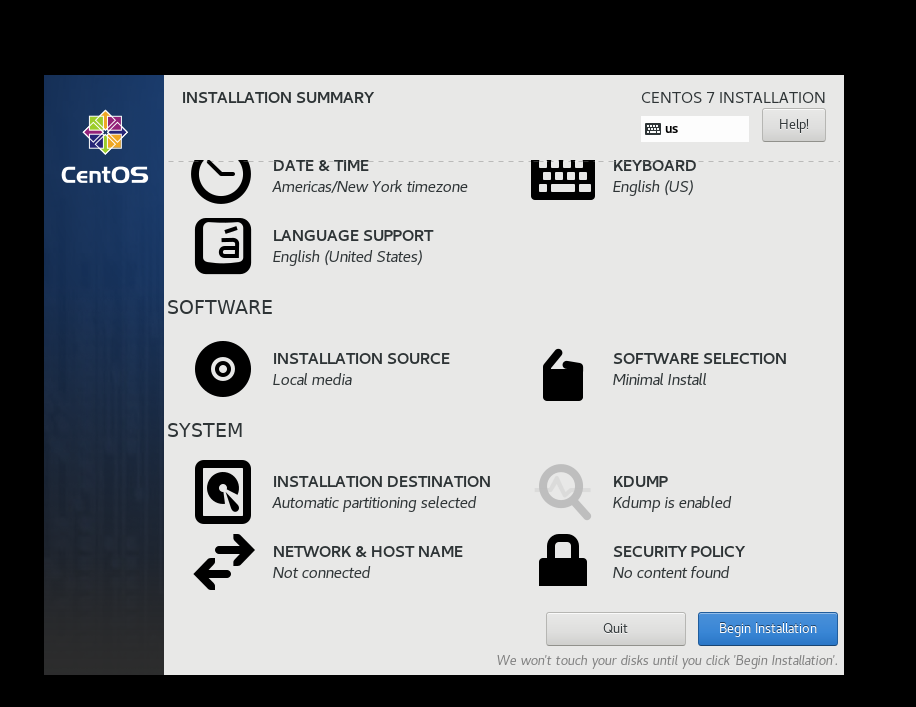 INSTALLATION SUMMARY
CENTOS 7 INSTALLATION
us
Help!
CentOS
DATE & TIME
Americas/New York timezone
KEYBOARD
English (US)
LANGUAGE SUPPORT
English (United States)
SOFTWARE
INSTALLATION SOURCE
Local media
SOFTWARE SELECTION
Minimal Install
SYSTEM
INSTALLATION DESTINATION
Automatic partitioning selected
KDUMP
Kdump is enabled
NETWORK & HOST NAME
Not connected
SECURITY POLICY
No content found
Quit
Begin Installation
We won't touch your disks until you click 'Begin Installation'.